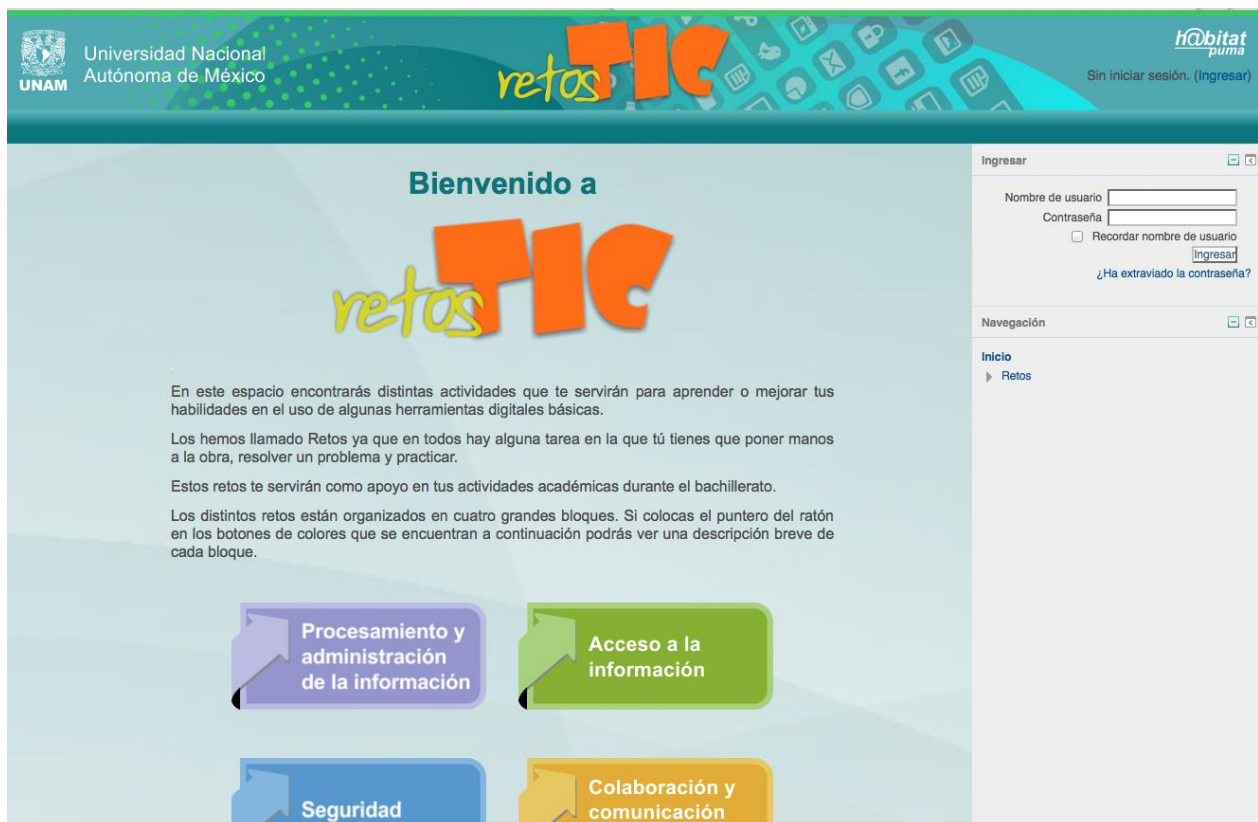 UNAM
Universidad Nacional
Autónoma de México
retos TIC
h@bitat
puma
Sin iniciar sesión. (Ingresar)
Bienvenido a
retos TIC
En este espacio encontrarás distintas actividades que te servirán para aprender o mejorar tus
habilidades en el uso de algunas herramientas digitales básicas.
Los hemos llamado Retos ya que en todos hay alguna tarea en la que tú tienes que poner manos
a la obra, resolver un problema y practicar.
Estos retos te servirán como apoyo en tus actividades académicas durante el bachillerato.
Los distintos retos están organizados en cuatro grandes bloques. Si colocas el puntero del ratón
en los botones de colores que se encuentran a continuación podrás ver una descripción breve de
cada bloque.
Procesamiento y
administración
de la información
Acceso a la
información
Seguridad
Colaboración y
comunicación
Ingresar
Nombre de usuario
Contraseña
Recordar nombre de usuario
Ingresar
¿Ha extraviado la contraseña?
Navegación
Inicio
Retos